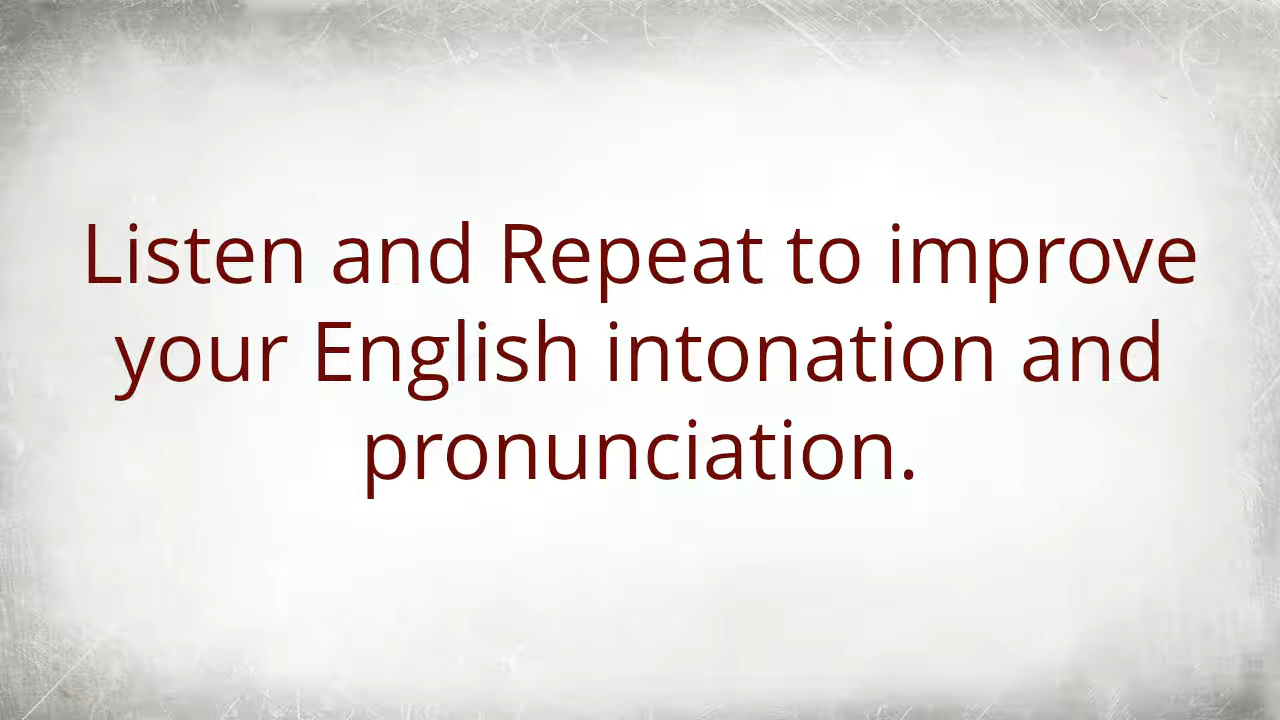 Listen and Repeat to improve
your English intonation and
pronunciation.